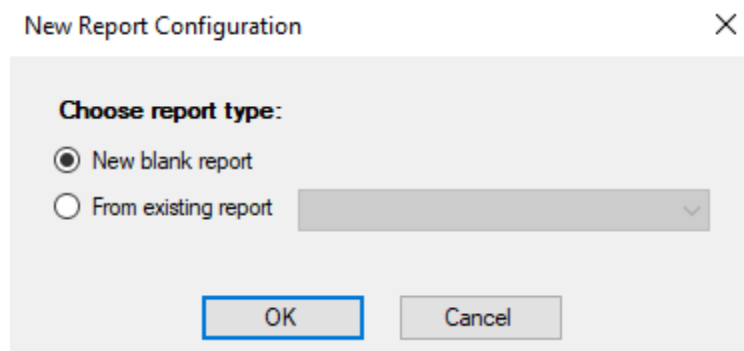 New Report Configuration
Choose report type:
New blank report
From existing report
OK Cancel